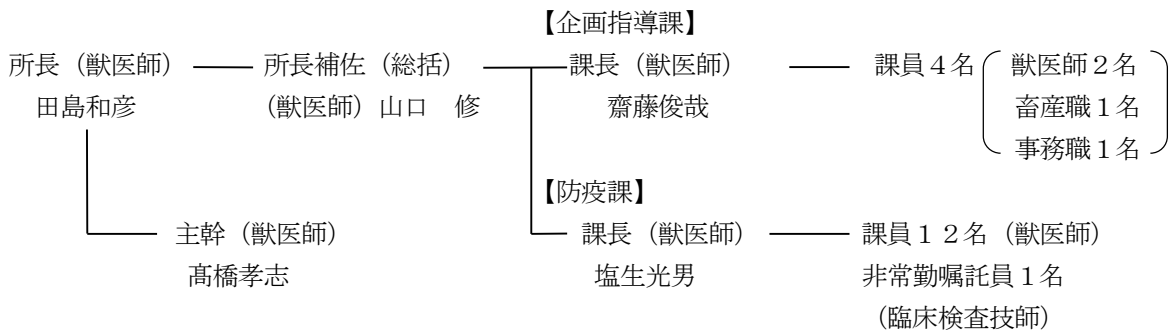 【企画指導課】
所長（獣医師） 所長補佐（総括） 課長（獣医師） 課員４名 獣医師２名
田島和彦 （獣医師）山口　修 齋藤俊哉 畜産職１名
事務職１名
【防疫課】
主幹（獣医師） 課長（獣医師） 課員１２名（獣医師）
髙橋孝志 塩生光男 非常勤嘱託員１名
（臨床検査技師）